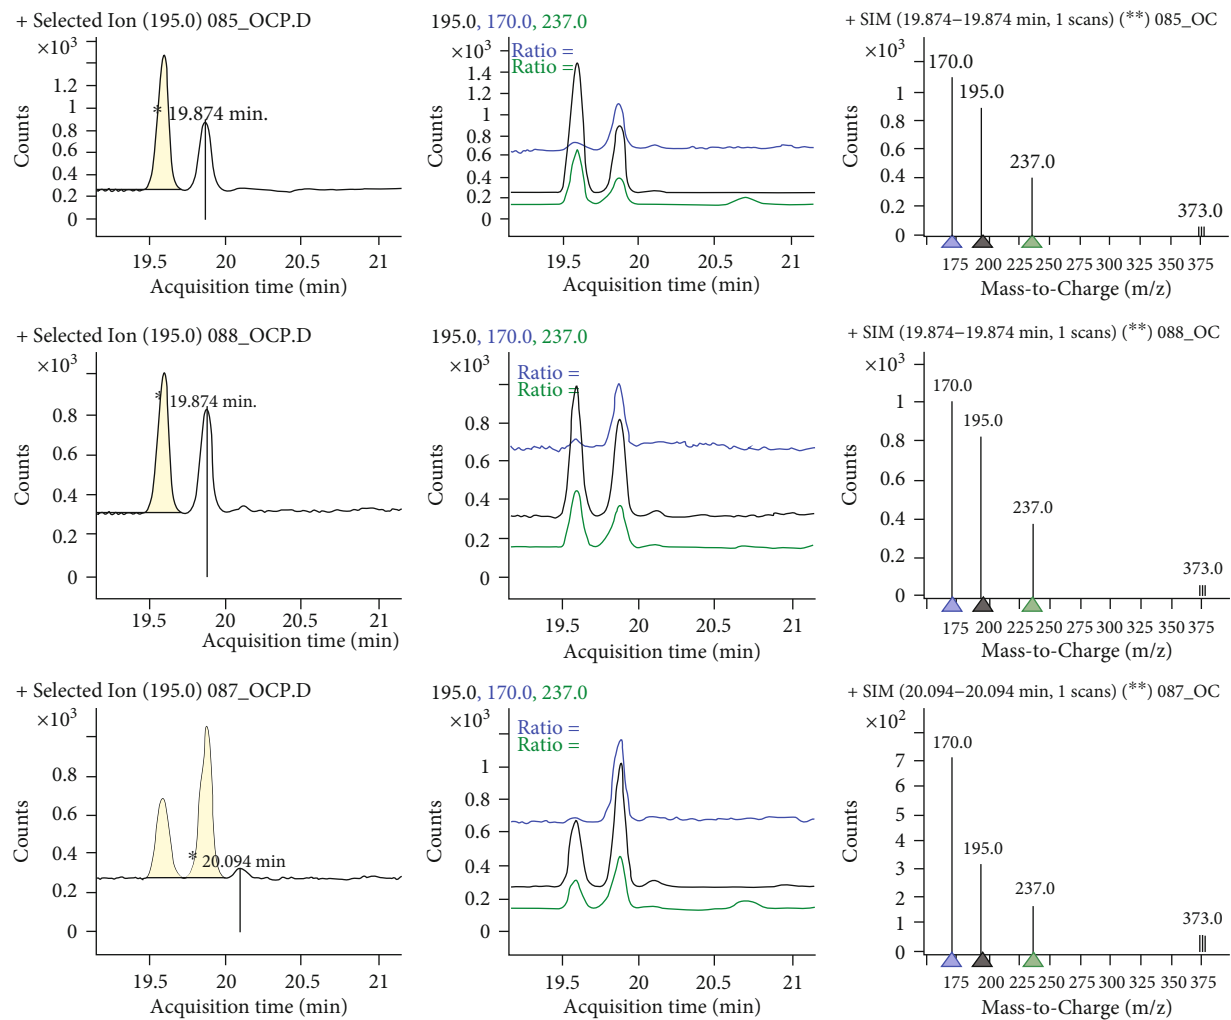 + Selected Ion (195.0) 085_OCP.D
×10³
Counts
1.2
1
0.8
0.6
0.4
0.2
0
* 19.874 min.
19.5 20 20.5 21
Acquisition time (min)
195.0, 170.0, 237.0
×10³
Ratio =
Ratio =
Counts
1.4
1.2
1
0.8
0.6
0.4
0.2
0
19.5 20 20.5 21
Acquisition time (min)
+ SIM (19.874–19.874 min, 1 scans) (**) 085_OC
×10³
Counts
1
0.8
0.6
0.4
0.2
0
170.0
195.0
237.0
373.0
175 200 225 250 275 300 325 350 375
Mass-to-Charge (m/z)
+ Selected Ion (195.0) 088_OCP.D
×10³
Counts
0.8
0.6
0.4
0.2
0
* 19.874 min.
19.5 20 20.5 21
Acquisition time (min)
195.0, 170.0, 237.0
×10³
Ratio =
Ratio =
Counts
0.8
0.6
0.4
0.2
0
19.5 20 20.5 21
Acquisition time (min)
+ SIM (19.874–19.874 min, 1 scans) (**) 088_OC
×10³
Counts
1
0.8
0.6
0.4
0.2
0
170.0
195.0
237.0
373.0
175 200 225 250 275 300 325 350 375
Mass-to-Charge (m/z)
+ Selected Ion (195.0) 087_OCP.D
×10³
Counts
0.8
0.6
0.4
0.2
0
* 20.094 min
19.5 20 20.5 21
Acquisition time (min)
195.0, 170.0, 237.0
×10³
Ratio =
Ratio =
Counts
1
0.8
0.6
0.4
0.2
0
19.5 20 20.5 21
Acquisition time (min)
+ SIM (20.094–20.094 min, 1 scans) (**) 087_OC
×10²
Counts
7
6
5
4
3
2
1
0
170.0
195.0
237.0
373.0
175 200 225 250 275 300 325 350 375
Mass-to-Charge (m/z)